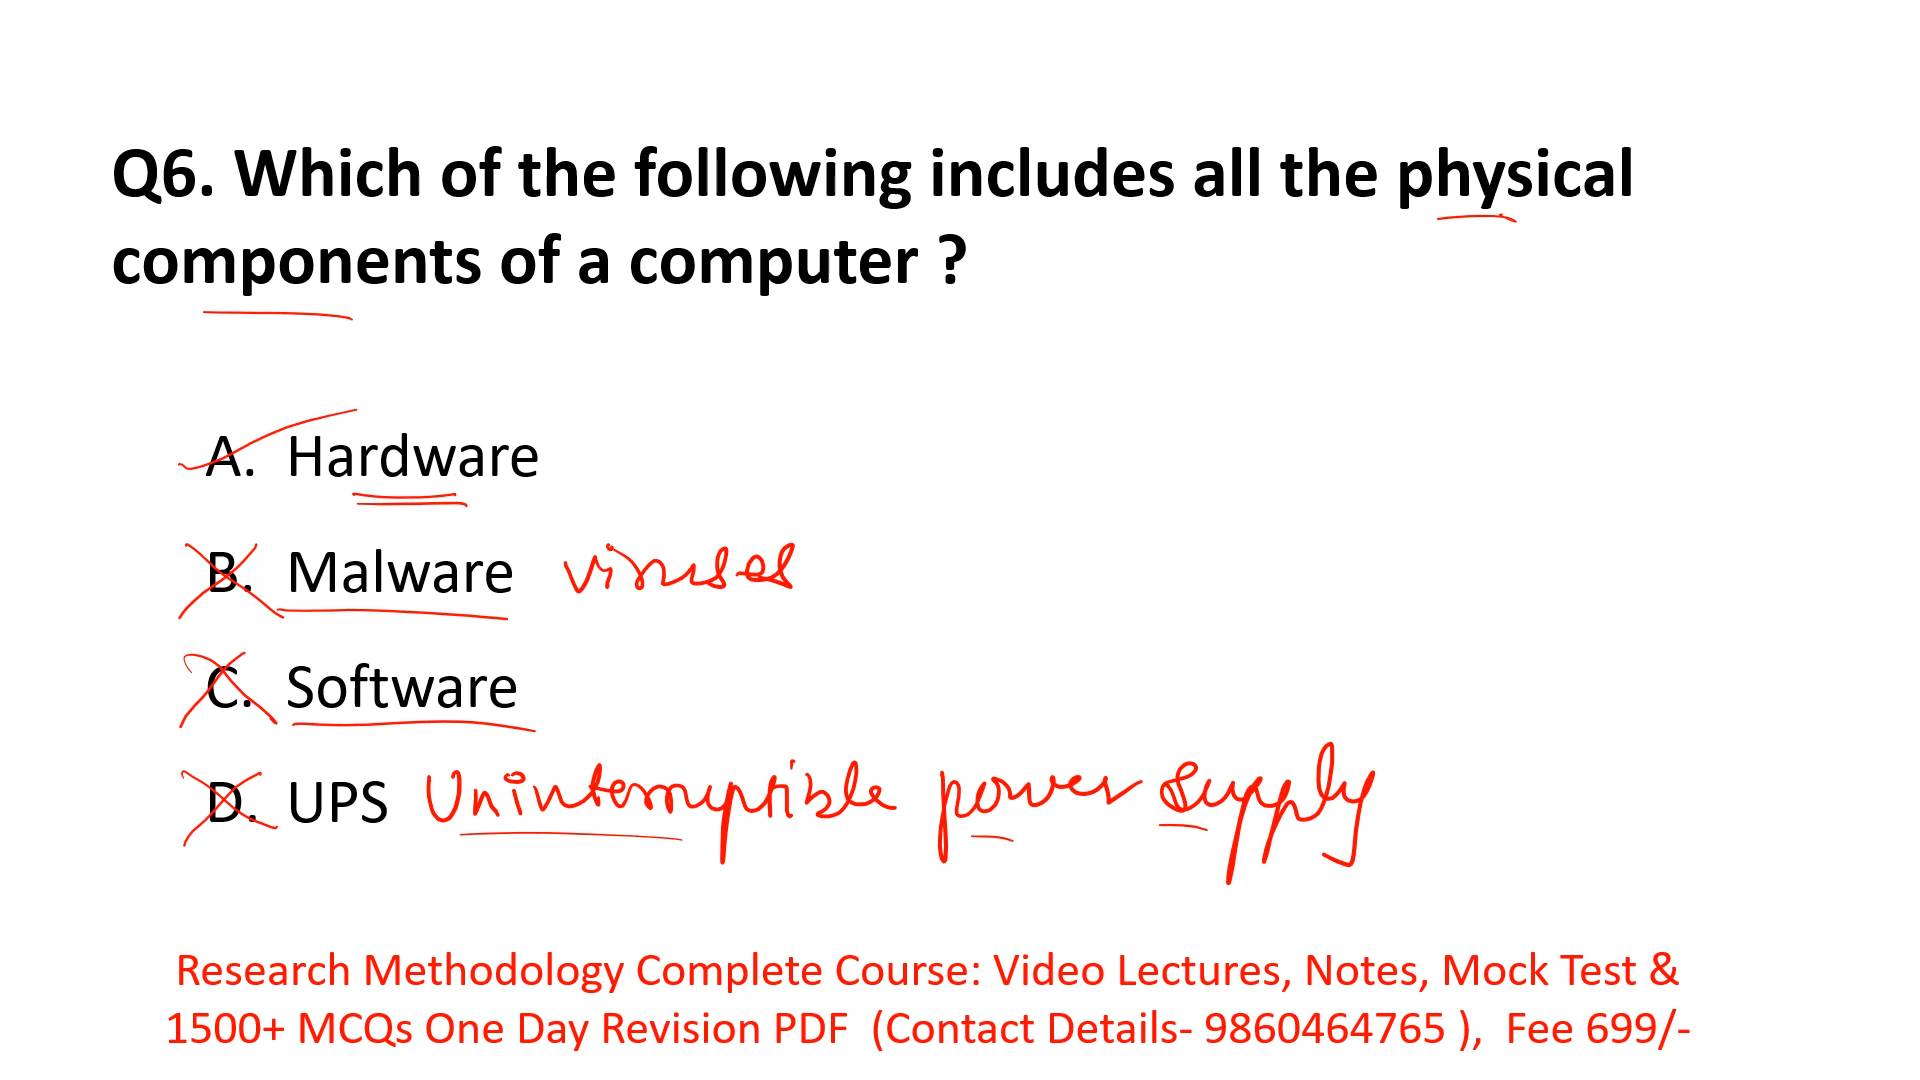 Q6. Which of the following includes all the physical
components of a computer ?
A. Hardware
B. Malware viruses
C. Software
D. UPS Uninterruptible power supply
Research Methodology Complete Course: Video Lectures, Notes, Mock Test &
1500+ MCQs One Day Revision PDF (Contact Details- 9860464765 ), Fee 699/-